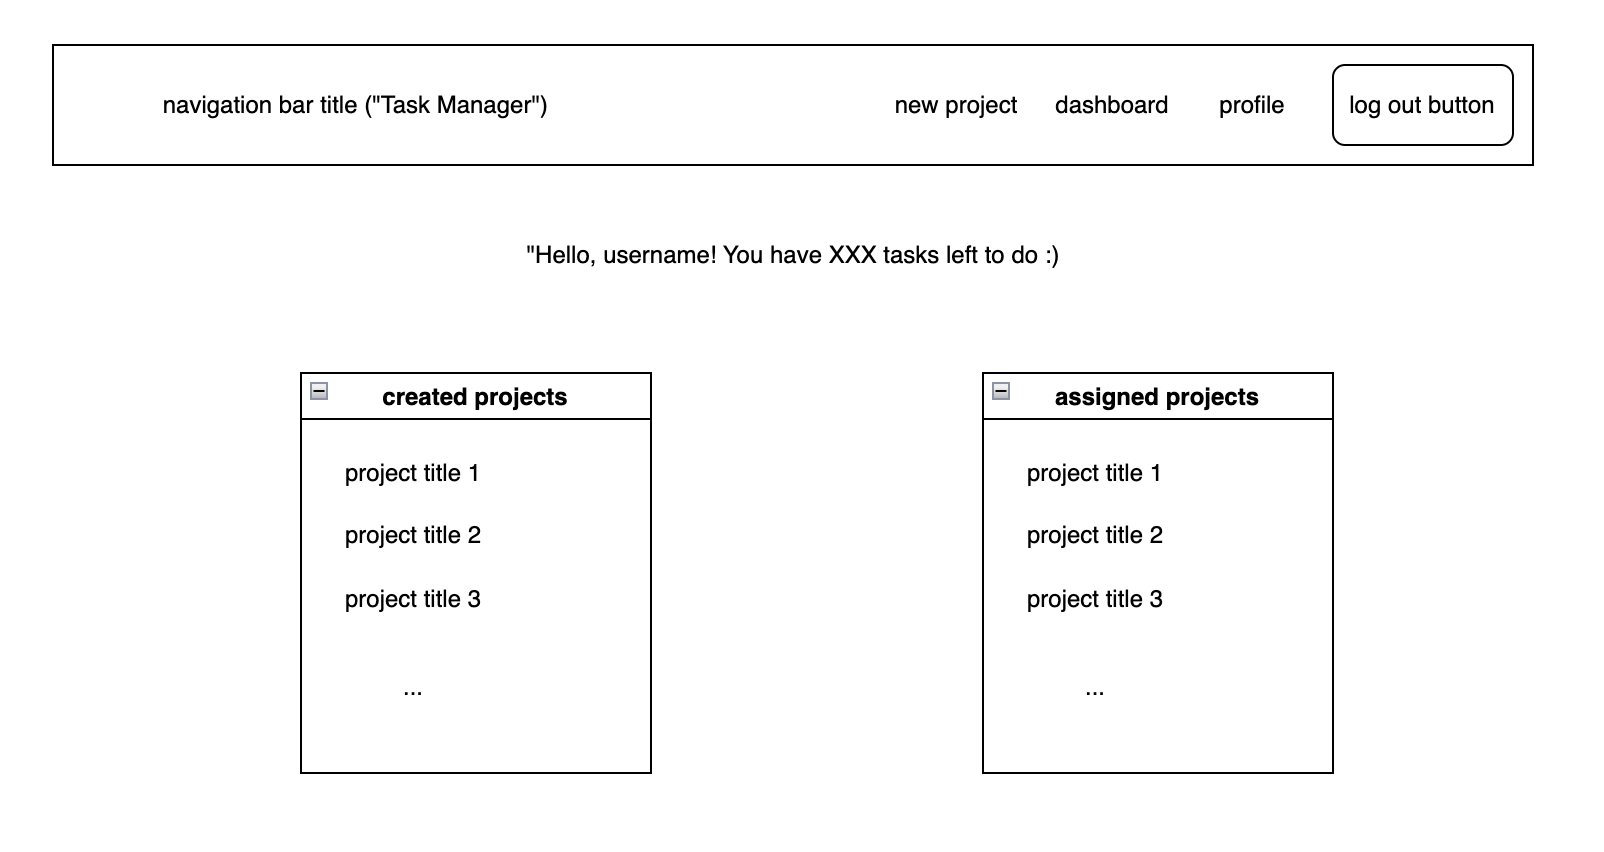 navigation bar title ("Task Manager") new project dashboard profile log out button
"Hello, username! You have XXX tasks left to do :)
created projects
project title 1
project title 2
project title 3
...
assigned projects
project title 1
project title 2
project title 3
...